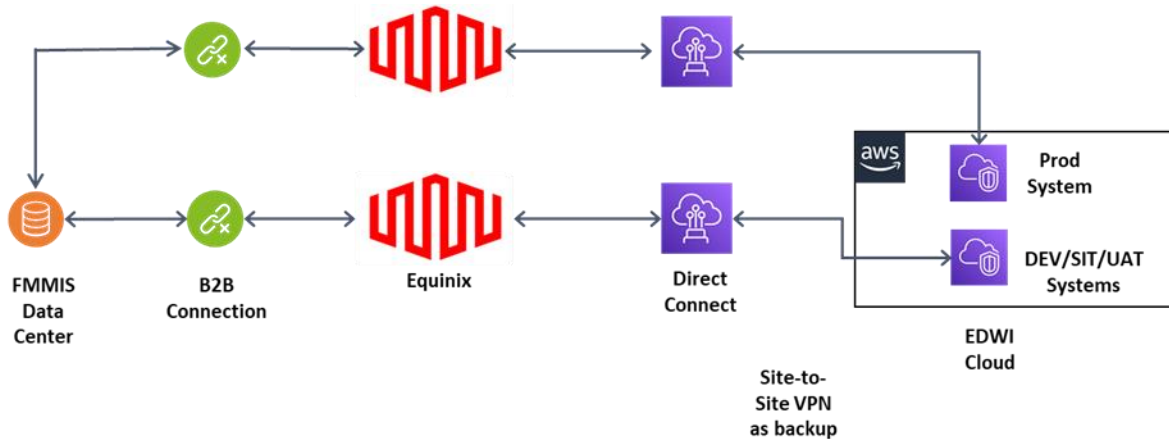 aws
Prod
System
DEV/SIT/UAT
Systems
FMMIS
Data
Center
B2B
Connection
Equinix
Direct
Connect
EDWI
Cloud
Site-to-
Site VPN
as backup